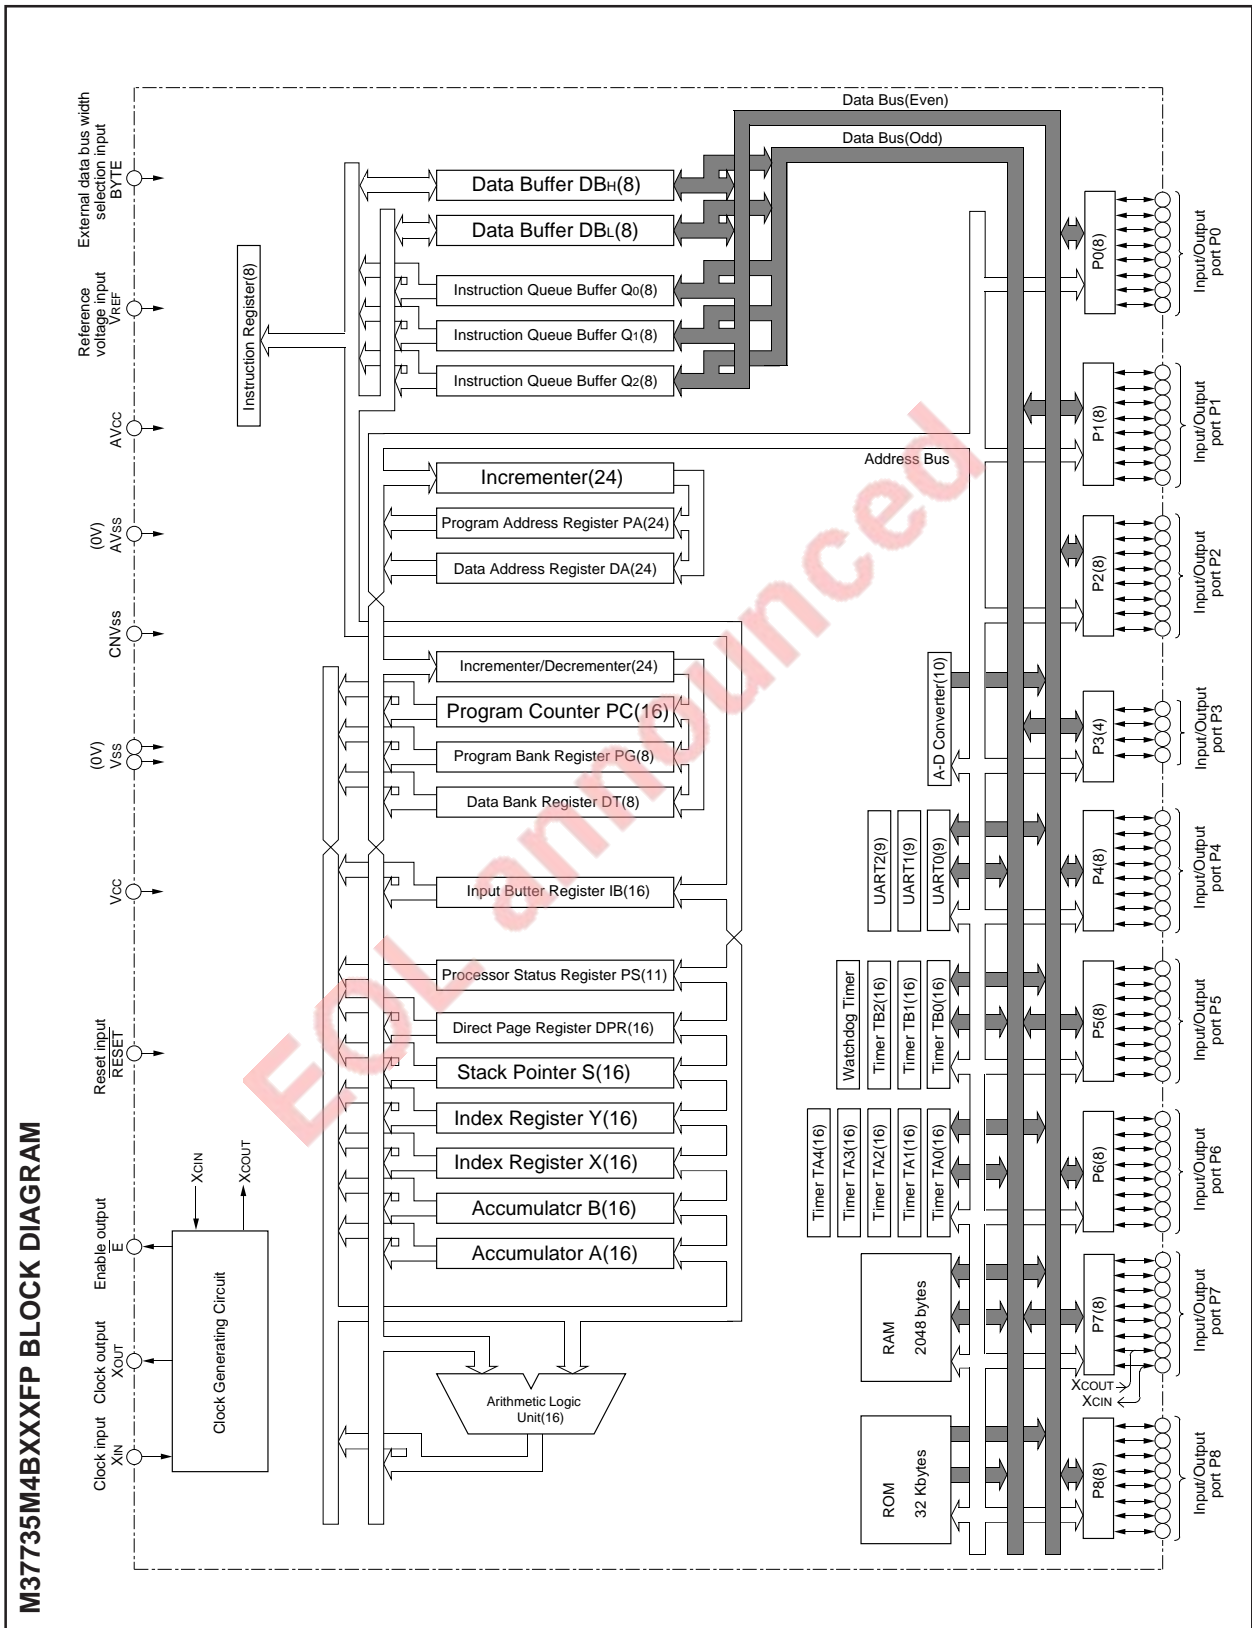 M37735M4BXXXFP BLOCK DIAGRAM
EOL announced
Clock input
XIN
Clock output
XOUT
Enable output
E
Reset input
RESET
VCC
(0V)
VSS
CNVss
(0V)
AVss
AVCC
Reference
voltage input
VREF
External data bus width
selection input
BYTE
Clock Generating Circuit
XCIN
XCOUT
Instruction Register(8)
Data Buffer DBH(8)
Data Buffer DBL(8)
Instruction Queue Buffer Q0(8)
Instruction Queue Buffer Q1(8)
Instruction Queue Buffer Q2(8)
Incrementer(24)
Program Address Register PA(24)
Data Address Register DA(24)
Incrementer/Decrementer(24)
Program Counter PC(16)
Program Bank Register PG(8)
Data Bank Register DT(8)
Input Butter Register IB(16)
Processor Status Register PS(11)
Direct Page Register DPR(16)
Stack Pointer S(16)
Index Register Y(16)
Index Register X(16)
Accumulatcr B(16)
Accumulator A(16)
Arithmetic Logic
Unit(16)
Data Bus(Even)
Data Bus(Odd)
Address Bus
A-D Converter(10)
UART2(9)
UART1(9)
UART0(9)
Watchdog Timer
Timer TB2(16)
Timer TB1(16)
Timer TB0(16)
Timer TA4(16)
Timer TA3(16)
Timer TA2(16)
Timer TA1(16)
Timer TA0(16)
RAM
2048 bytes
ROM
32 Kbytes
P0(8)
P1(8)
P2(8)
P3(4)
P4(8)
P5(8)
P6(8)
P7(8)
P8(8)
XCOUT
XCIN
Input/Output
port P0
Input/Output
port P1
Input/Output
port P2
Input/Output
port P3
Input/Output
port P4
Input/Output
port P5
Input/Output
port P6
Input/Output
port P7
Input/Output
port P8